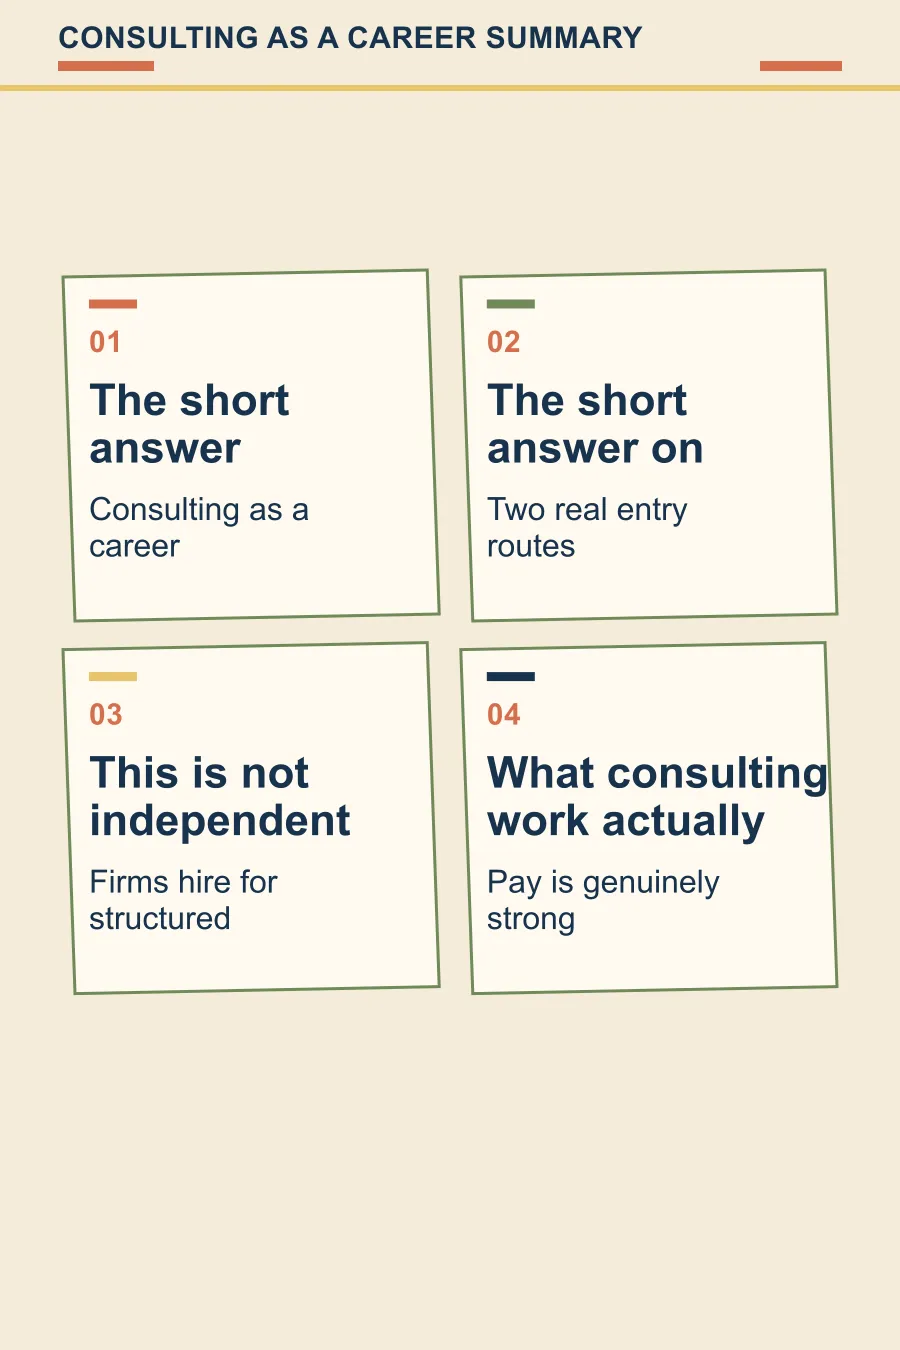 CONSULTING AS A CAREER SUMMARY
01
The short
answer
Consulting as a
career
02
The short
answer on
Two real entry
routes
03
This is not
independent
Firms hire for
structured
04
What consulting
work actually
Pay is genuinely
strong